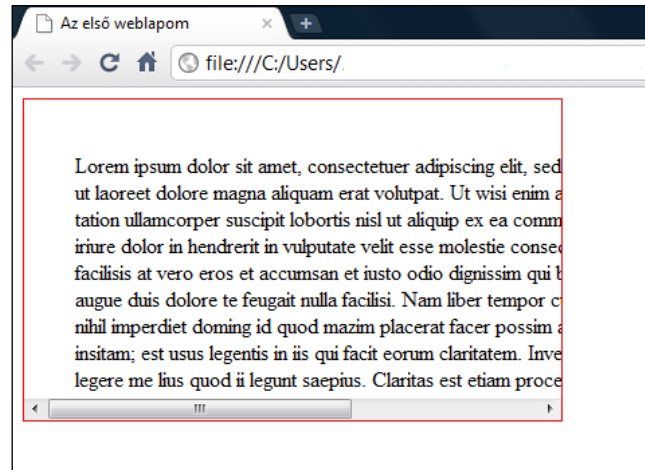 Az első weblapom
file:///C:/Users/
Lorem ipsum dolor sit amet, consectetuer adipiscing elit, sed
ut laoreet dolore magna aliquam erat volutpat. Ut wisi enim
tation ullamcorper suscipit lobortis nisl ut aliquip ex ea comm
iriure dolor in hendrerit in vulputate velit esse molestie conse
facilisis at vero eros et accumsan et iusto odio dignissim qui
augue duis dolore te feugait nulla facilisi. Nam liber tempor
nihil imperdiet doming id quod mazim placerat facer possim
insitam; est usus legentis in iis qui facit eorum claritatem. Inve
legere me lius quod ii legunt saepius. Claritas est etiam proce